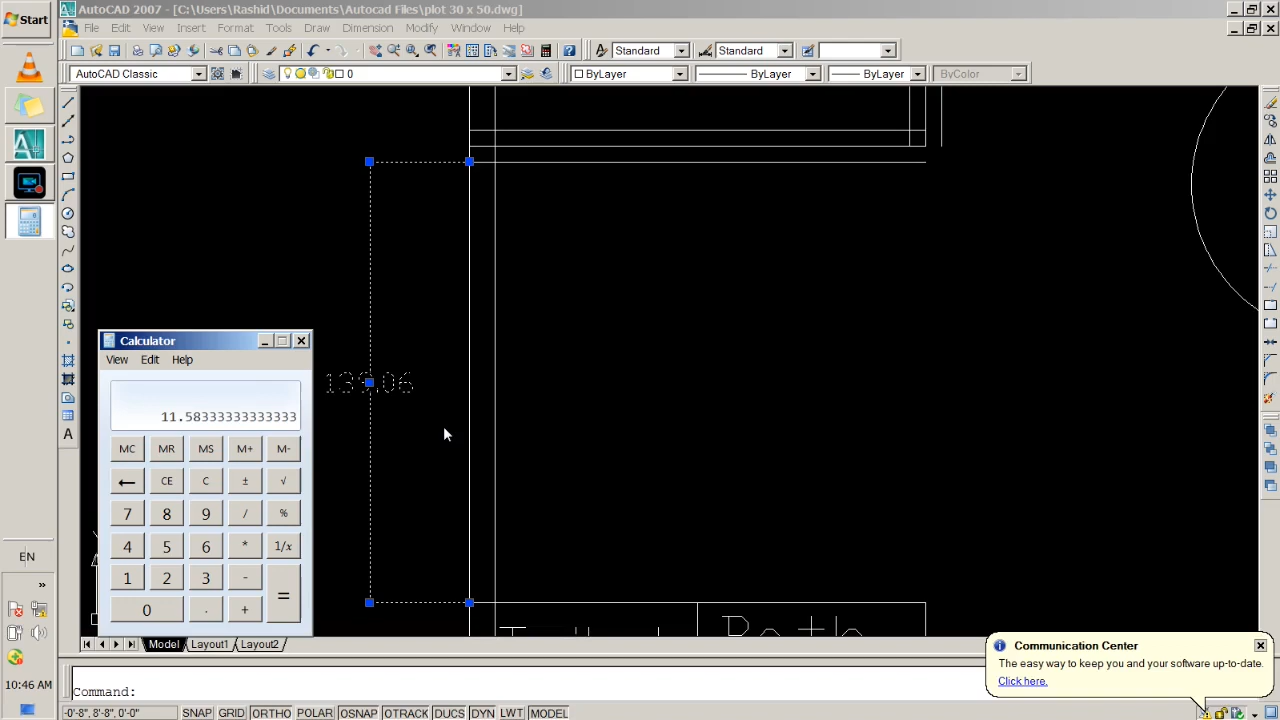 Start
AutoCAD 2007 - [C:\Users\Rashid\Documents\Autocad Files\plot 30 x 50.dwg]
File Edit View Insert Format Tools Draw Dimension Modify Window Help
Standard Standard
AutoCAD Classic 0 ByLayer ByLayer ByLayer ByColor
139.06
Calculator
View Edit Help
11.58333333333333
MC MR MS M+ M-
← CE C ± √
7 8 9 / %
4 5 6 * 1/x
1 2 3 - =
0 . +
EN
»
Bath
Model Layout1 Layout2
Communication Center
The easy way to keep you and your software up-to-date.
Click here.
10:46 AM
Command:
-0'-8", 8'-8", 0'-0" SNAP GRID ORTHO POLAR OSNAP OTRACK DUCS DYN LWT MODEL